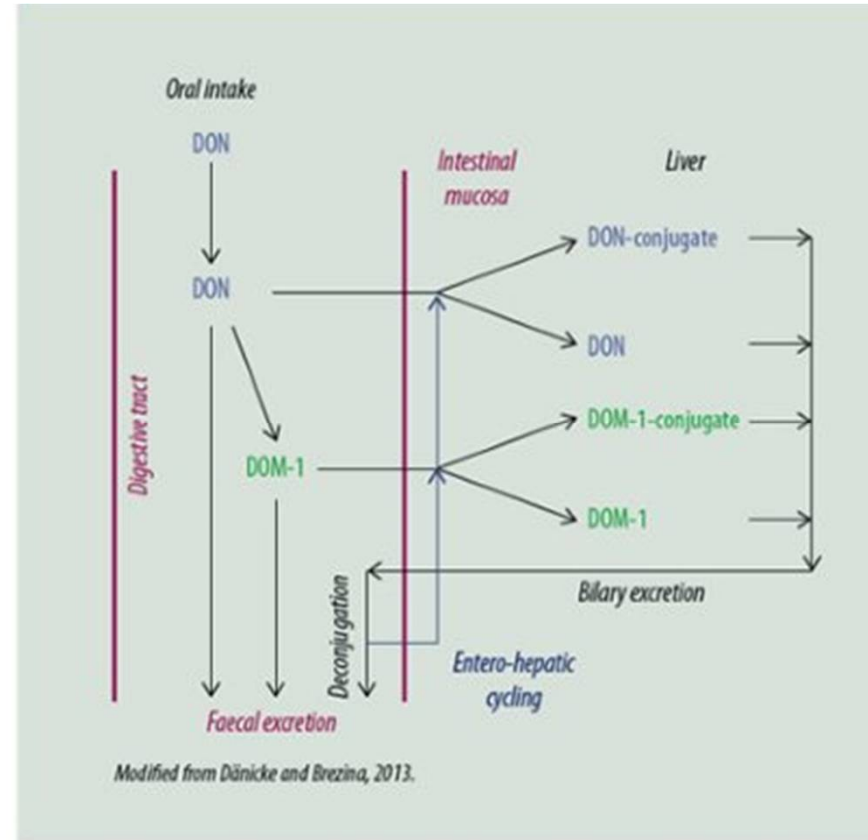 Oral intake
DON
Intestinal
mucosa
Liver
DON-conjugate
DON
DON
DOM-1-conjugate
Digestive tract
DOM-1
DOM-1
Deconjugation
Bilary excretion
Entero-hepatic
cycling
Faecal excretion
Modified from Dänicke and Brezina, 2013.